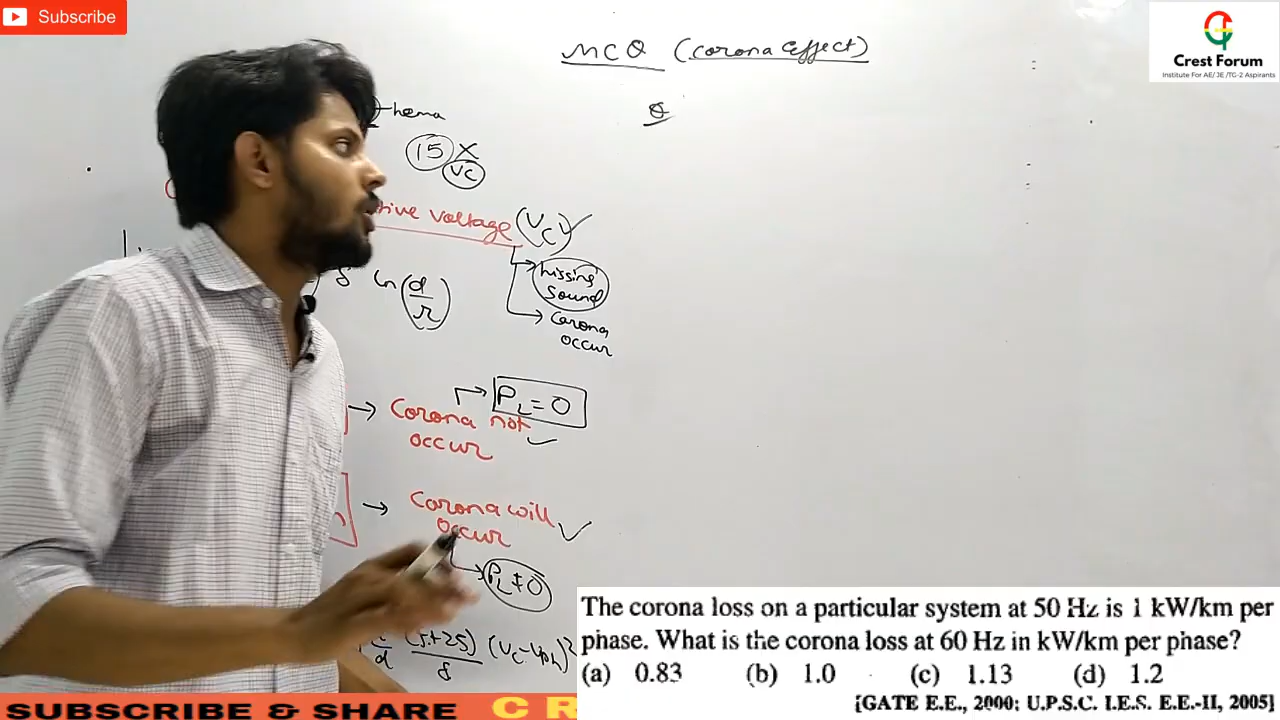 Subscribe
MCQ (Corona Effect)
Q
Crest Forum
Institute For AE/ JE /TG-2 Aspirants
15 X
VC
tive voltage (Vc) ✓
δ ln (d/r)
hissing
sound
Corona
occur
PL = 0
Corona not
occur
Corona will
occur
PL ≠ 0
(f+25)/δ (Vc-Vph)²
The corona loss on a particular system at 50 Hz is 1 kW/km per
phase. What is the corona loss at 60 Hz in kW/km per phase?
(a) 0.83 (b) 1.0 (c) 1.13 (d) 1.2
[GATE E.E., 2000; U.P.S.C. I.E.S. E.E.-II, 2005]
SUBSCRIBE & SHARE CR